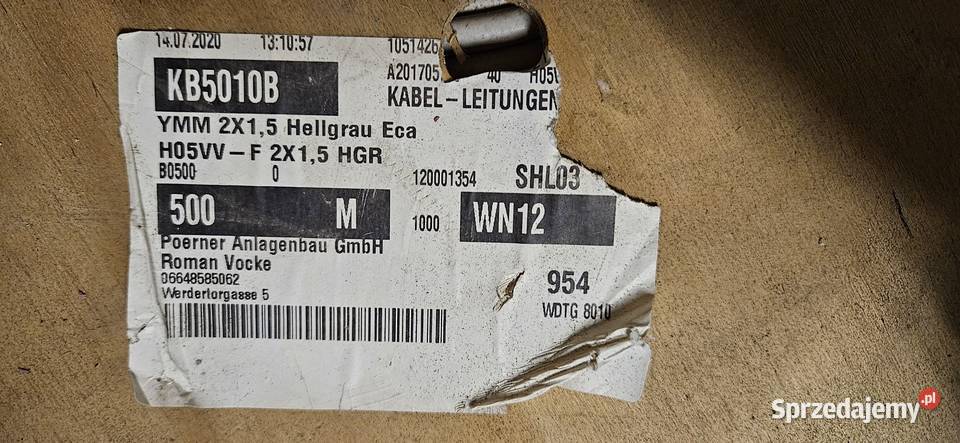 14.07.2020 13:10:57 1051426
KB5010B
A201705 40 H05V
KABEL-LEITUNGEN
YMM 2X1,5 Hellgrau Eca
H05VV-F 2X1,5 HGR
B0500 0 120001354 SHL03
500 M 1000 WN12
Poerner Anlagenbau GmbH
Roman Vocke
06648585062
Werdertorgasse 5
954
WDTG 8010
Sprzedajemy.pl